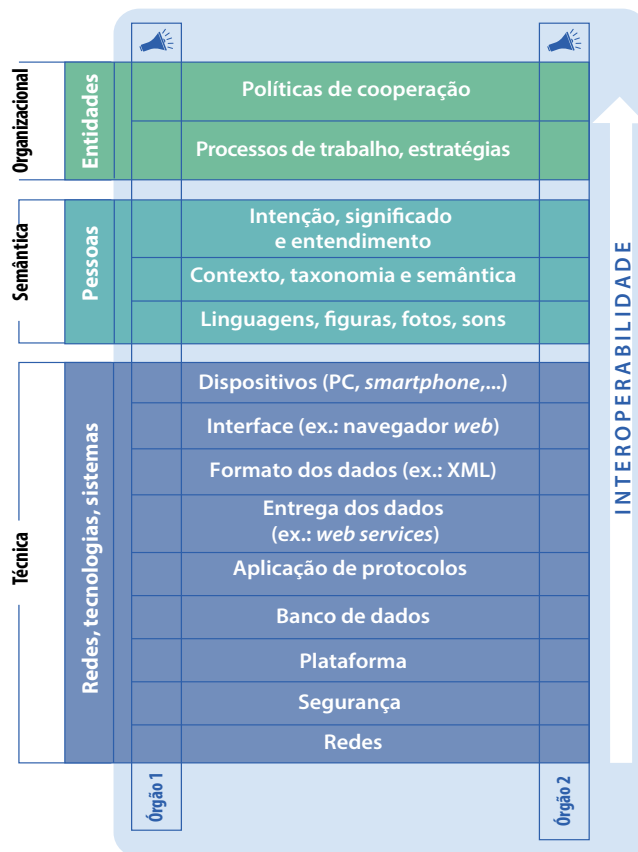 Organizacional
Entidades
Políticas de cooperação
Processos de trabalho, estratégias
Semântica
Pessoas
Intenção, significado
e entendimento
Contexto, taxonomia e semântica
Linguagens, figuras, fotos, sons
Técnica
Redes, tecnologias, sistemas
Dispositivos (PC, smartphone,...)
Interface (ex.: navegador web)
Formato dos dados (ex.: XML)
Entrega dos dados
(ex.: web services)
Aplicação de protocolos
Banco de dados
Plataforma
Segurança
Redes
Órgão 1
Órgão 2
INTEROPERABILIDADE